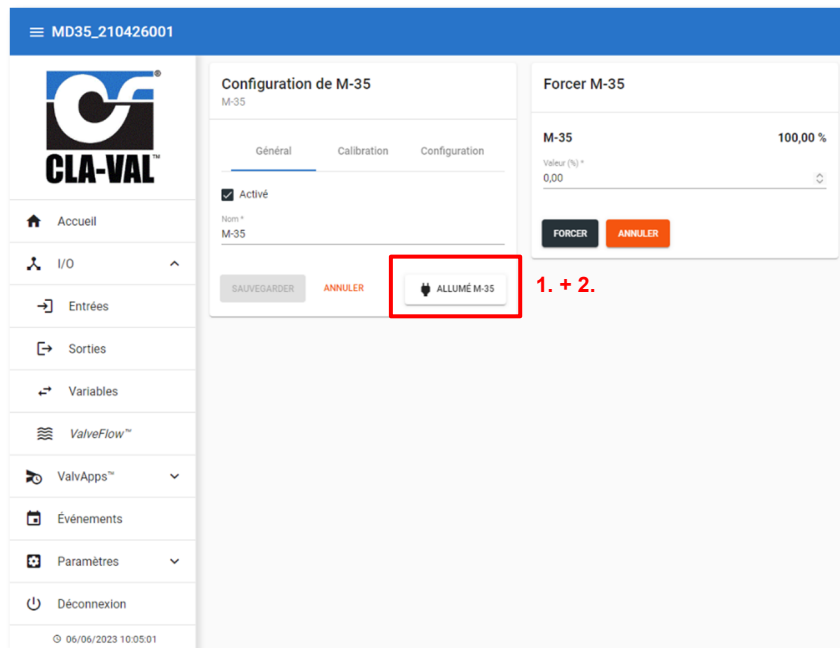 MD35_210426001
CLA-VAL™
Accueil
I/O
Entrées
Sorties
Variables
ValveFlow™
ValvApps™
Événements
Paramètres
Déconnexion
06/06/2023 10:05:01
Configuration de M-35
M-35
Général Calibration Configuration
Activé
Nom *
M-35
SAUVEGARDER ANNULER ALLUMÉ M-35
1. + 2.
Forcer M-35
M-35 100,00 %
Valeur (%) *
0,00
FORCER ANNULER